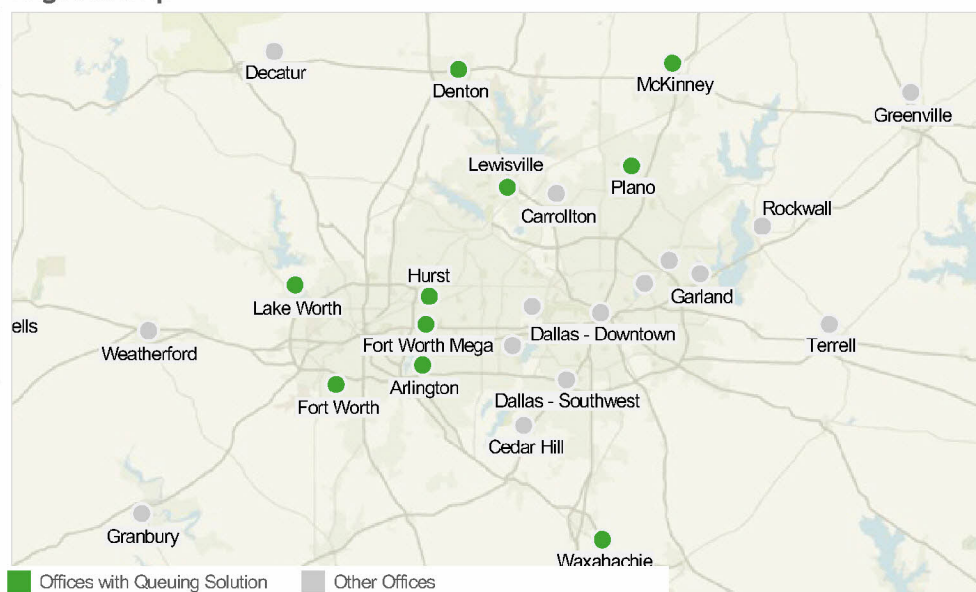 Decatur
Denton
McKinney
Greenville
Lewisville
Plano
Carrollton
Rockwall
Hurst
Garland
Lake Worth
ells
Dallas - Downtown
Fort Worth Mega
Terrell
Weatherford
Arlington
Dallas - Southwest
Fort Worth
Cedar Hill
Granbury
Waxahachie
Offices with Queuing Solution
Other Offices